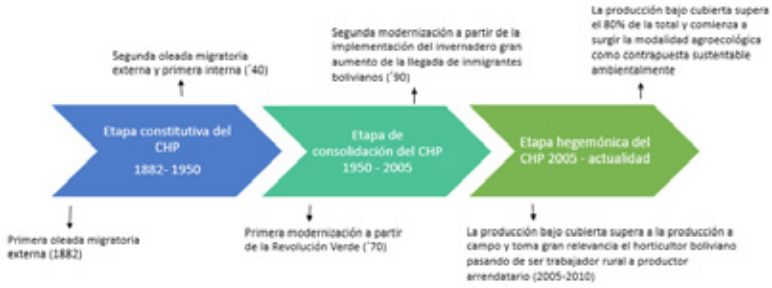 La producción bajo cubierta supera
el 80% de la total y comienza a
surgir la modalidad agroecológica
como contrapuesta sustentable
ambientalmente
Segunda modernización a partir de la
implementación del invernadero gran
aumento de la llegada de inmigrantes
bolivianos (´90)
Segunda oleada migratoria
externa y primera interna (´40)
Etapa constitutiva del
CHP
1882- 1950
Etapa de
consolidación del CHP
1950 - 2005
Etapa hegemónica del
CHP 2005 - actualidad
Primera oleada migratoria
externa (1882)
Primera modernización a partir
de la Revolución Verde (´70)
La producción bajo cubierta supera a la producción a
campo y toma gran relevancia el horticultor boliviano
pasando de ser trabajador rural a productor
arrendatario (2005-2010)